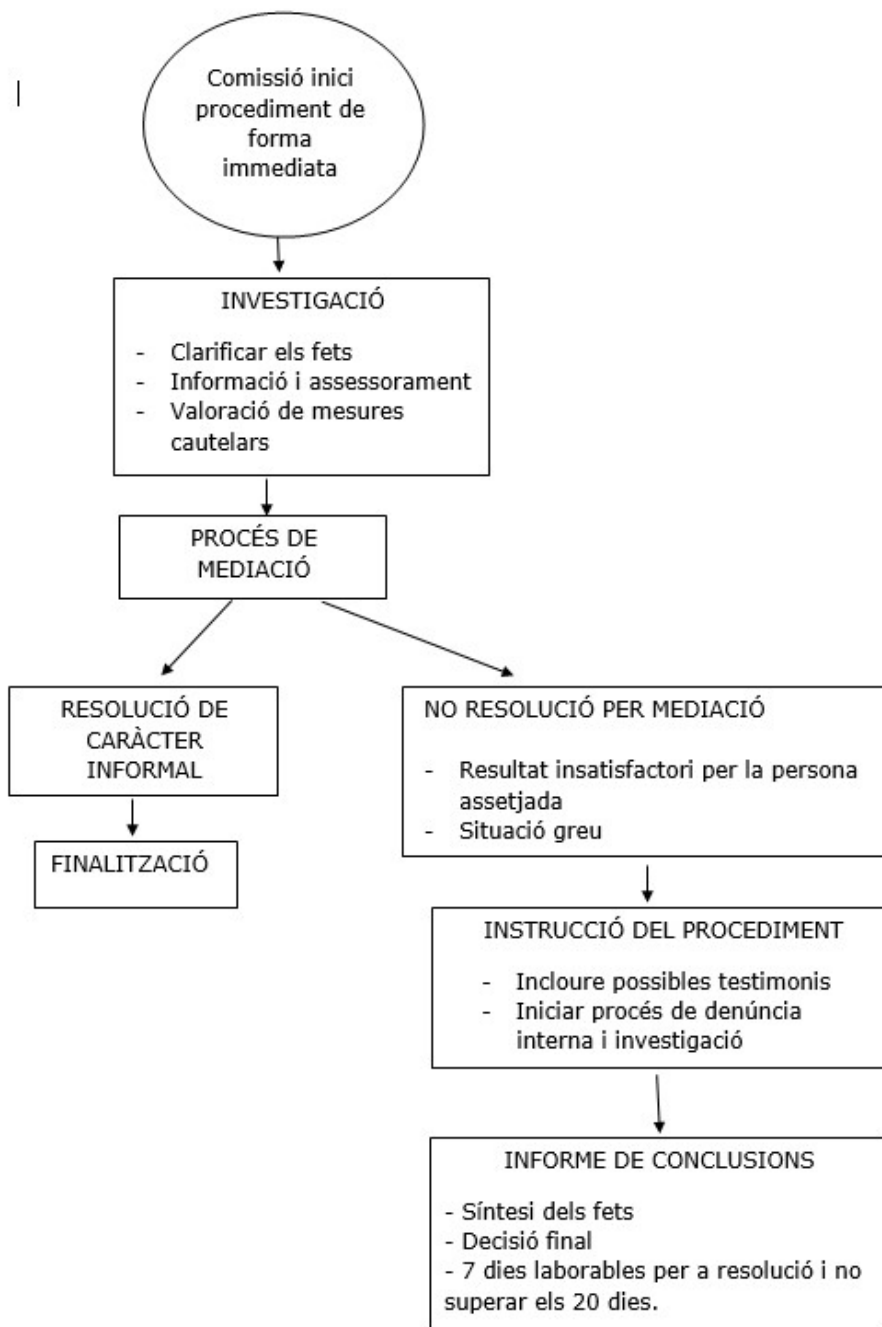 Comissió inici
procediment de
forma
immediata
INVESTIGACIÓ
- Clarificar els fets
- Informació i assessorament
- Valoració de mesures
cautelars
PROCÉS DE
MEDIACIÓ
RESOLUCIÓ DE
CARÀCTER
INFORMAL
FINALITZACIÓ
NO RESOLUCIÓ PER MEDIACIÓ
- Resultat insatisfactori per la persona
assetjada
- Situació greu
INSTRUCCIÓ DEL PROCEDIMENT
- Incloure possibles testimonis
- Iniciar procés de denúncia
interna i investigació
INFORME DE CONCLUSIONS
- Síntesi dels fets
- Decisió final
- 7 dies laborables per a resolució i no
superar els 20 dies.